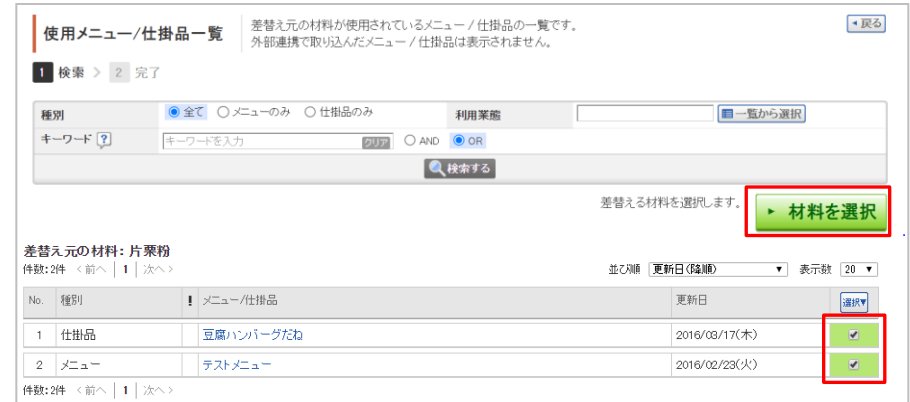 使用メニュー/仕掛品一覧
差替え元の材料が使用されているメニュー / 仕掛品の一覧です。
外部連携で取り込んだメニュー / 仕掛品は表示されません。
戻る
1 検索 > 2 完了
種別 全て メニューのみ 仕掛品のみ 利用業態 一覧から選択
キーワード ? キーワードを入力 クリア AND OR
検索する
差替える材料を選択します。 材料を選択
差替え元の材料: 片栗粉
件数:2件 <前へ | 1 | 次へ> 並び順 更新日(降順) ▼ 表示数 20 ▼
No. 種別 ! メニュー/仕掛品 更新日 選択▼
1 仕掛品 豆腐ハンバーグだね 2016/03/17(木)
2 メニュー テストメニュー 2016/02/23(火)
件数:2件 <前へ | 1 | 次へ>